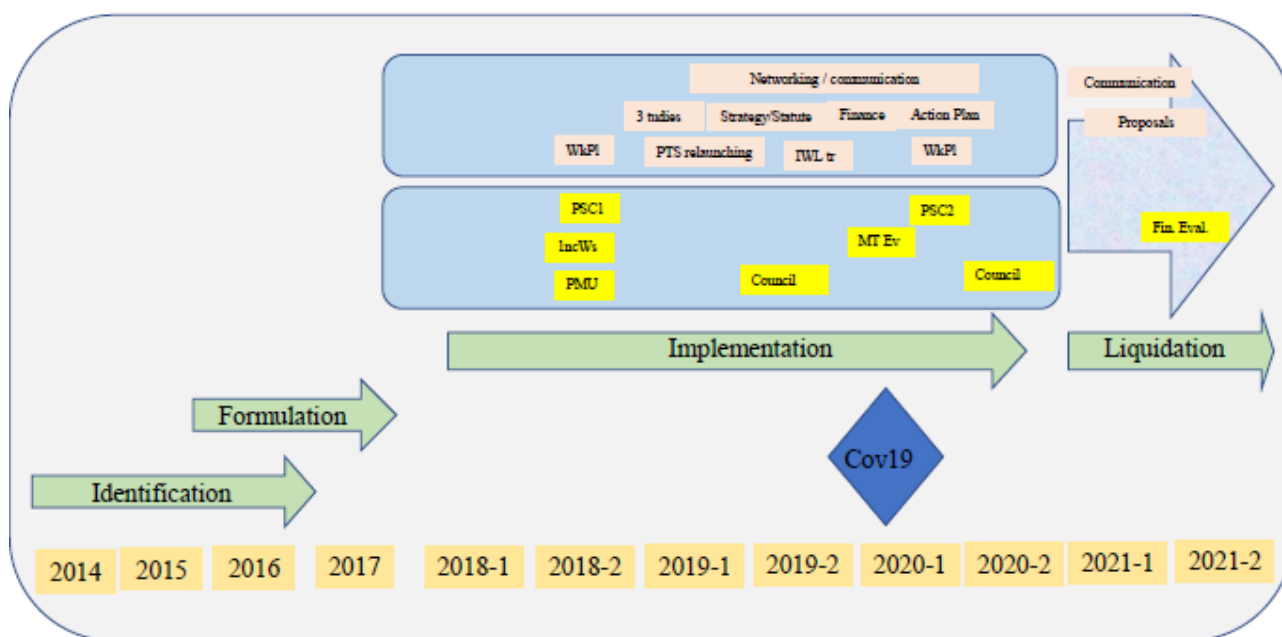 Networking / communication
Communication
3 tudies
Strategy/Statute
Finance
Action Plan
Proposals
WkPl
PTS relaunching
IWL tr
WkPl
PSC1
PSC2
Fin. Eval.
1ncWs
MT Ev
PMU
Council
Council
Implementation
Liquidation
Formulation
Cov19
Identification
2014
2015
2016
2017
2018-1
2018-2
2019-1
2019-2
2020-1
2020-2
2021-1
2021-2